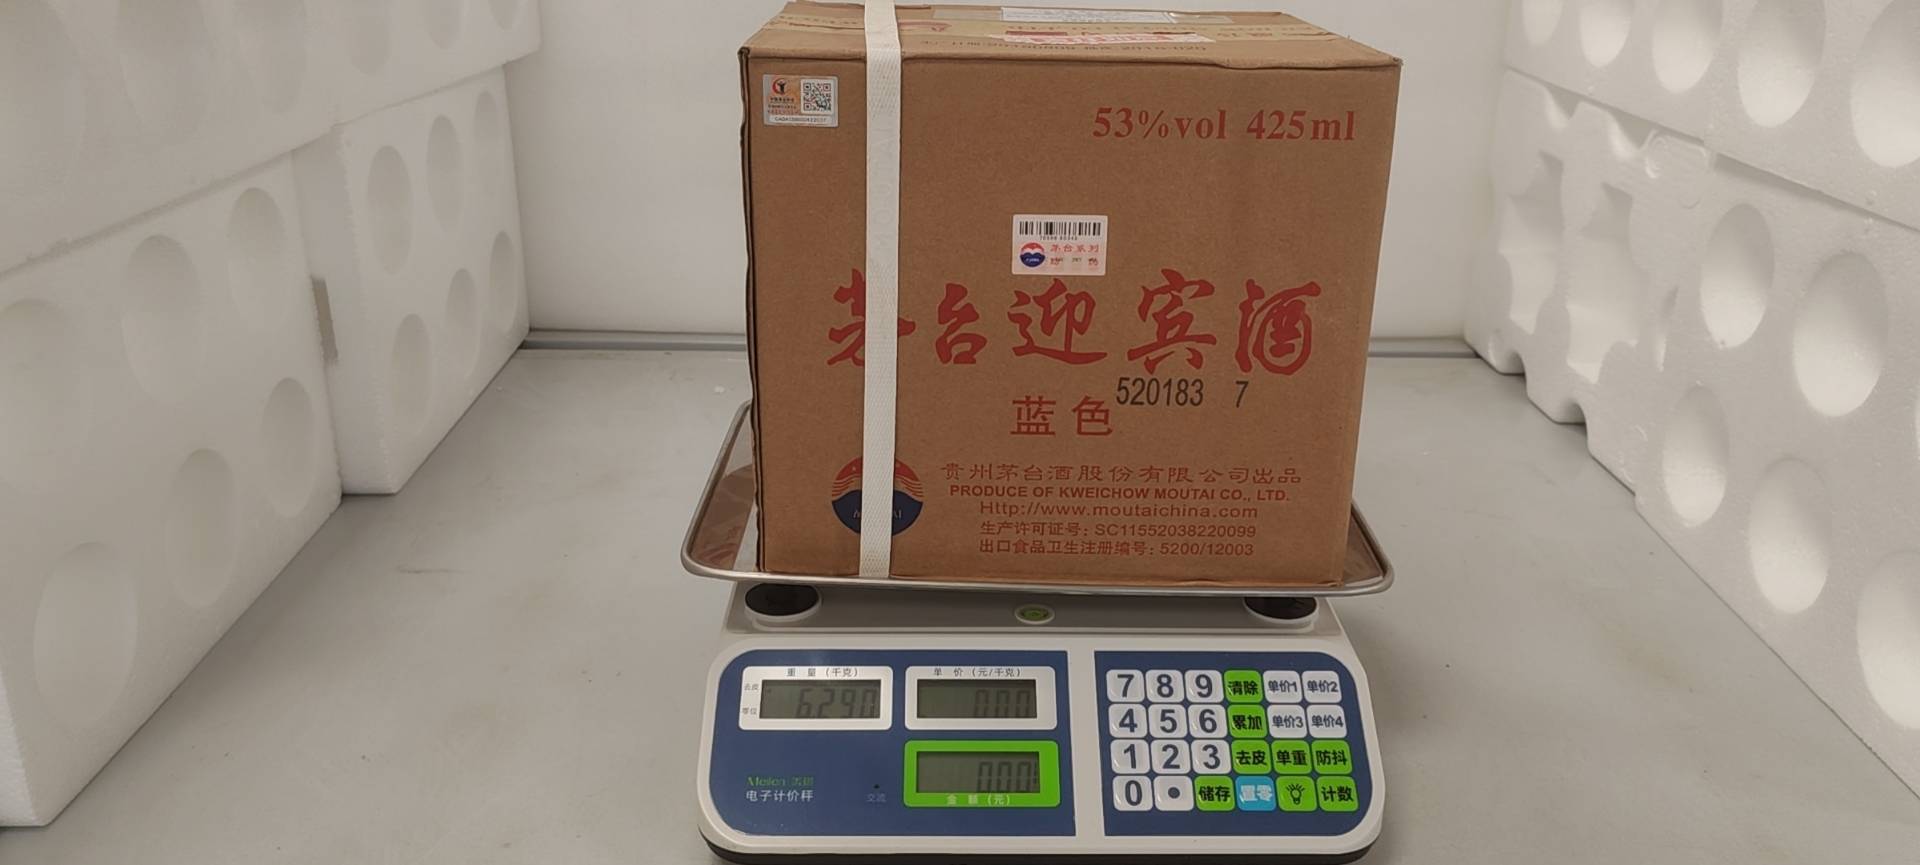 53%vol 425ml
茅台系列
茅台迎宾酒
520183 7
蓝色
贵州茅台酒股份有限公司出品
PRODUCE OF KWEICHOW MOUTAI CO., LTD.
Http://www.moutaichina.com
生产许可证号: SC11552038220099
出口食品卫生注册编号: 5200/12003
重量(千克)
单价(元/千克)
去皮
零位
6.290
0.00
0.00
金额(元)
电子计价秤
交流
7 8 9 清除 单价1 单价2
4 5 6 累加 单价3 单价4
1 2 3 去皮 单重 防抖
0 • 储存 置零 计数